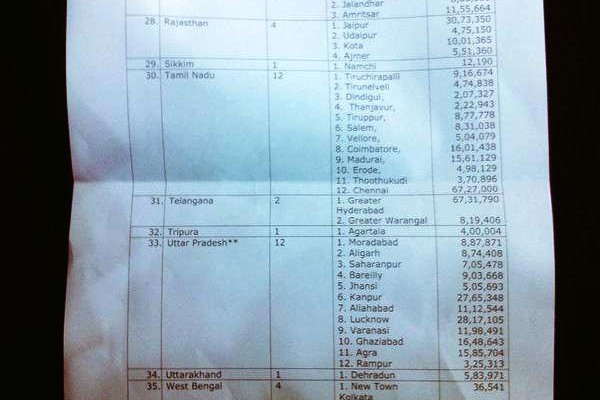 2. Jalandhar
3. Amritsar 11,55,664
28. Rajasthan 4 1. Jaipur 30,73,350
2. Udaipur 4,75,150
3. Kota 10,01,365
4. Ajmer 5,51,360
29. Sikkim 1 1. Namchi 12,190
30. Tamil Nadu 12 1. Tiruchirapalli 9,16,674
2. Tirunelveli 4,74,838
3. Dindigul, 2,07,327
4. Thanjavur, 2,22,943
5. Tiruppur, 8,77,778
6. Salem, 8,31,038
7. Vellore, 5,04,079
8. Coimbatore, 16,01,438
9. Madurai, 15,61,129
10. Erode, 4,98,129
11. Thoothukudi 3,70,896
12. Chennai 67,27,000
31. Telangana 2 1. Greater 67,31,790
Hyderabad
2. Greater Warangal 8,19,406
32. Tripura 1 1. Agartala 4,00,004
33. Uttar Pradesh** 12 1. Moradabad 8,87,871
2. Aligarh 8,74,408
3. Saharanpur 7,05,478
4. Bareilly 9,03,668
5. Jhansi 5,05,693
6. Kanpur 27,65,348
7. Allahabad 11,12,544
8. Lucknow 28,17,105
9. Varanasi 11,98,491
10. Ghaziabad 16,48,643
11. Agra 15,85,704
12. Rampur 3,25,313
34. Uttarakhand 1 1. Dehradun 5,83,971
35. West Bengal 4 1. New Town 36,541
Kolkata